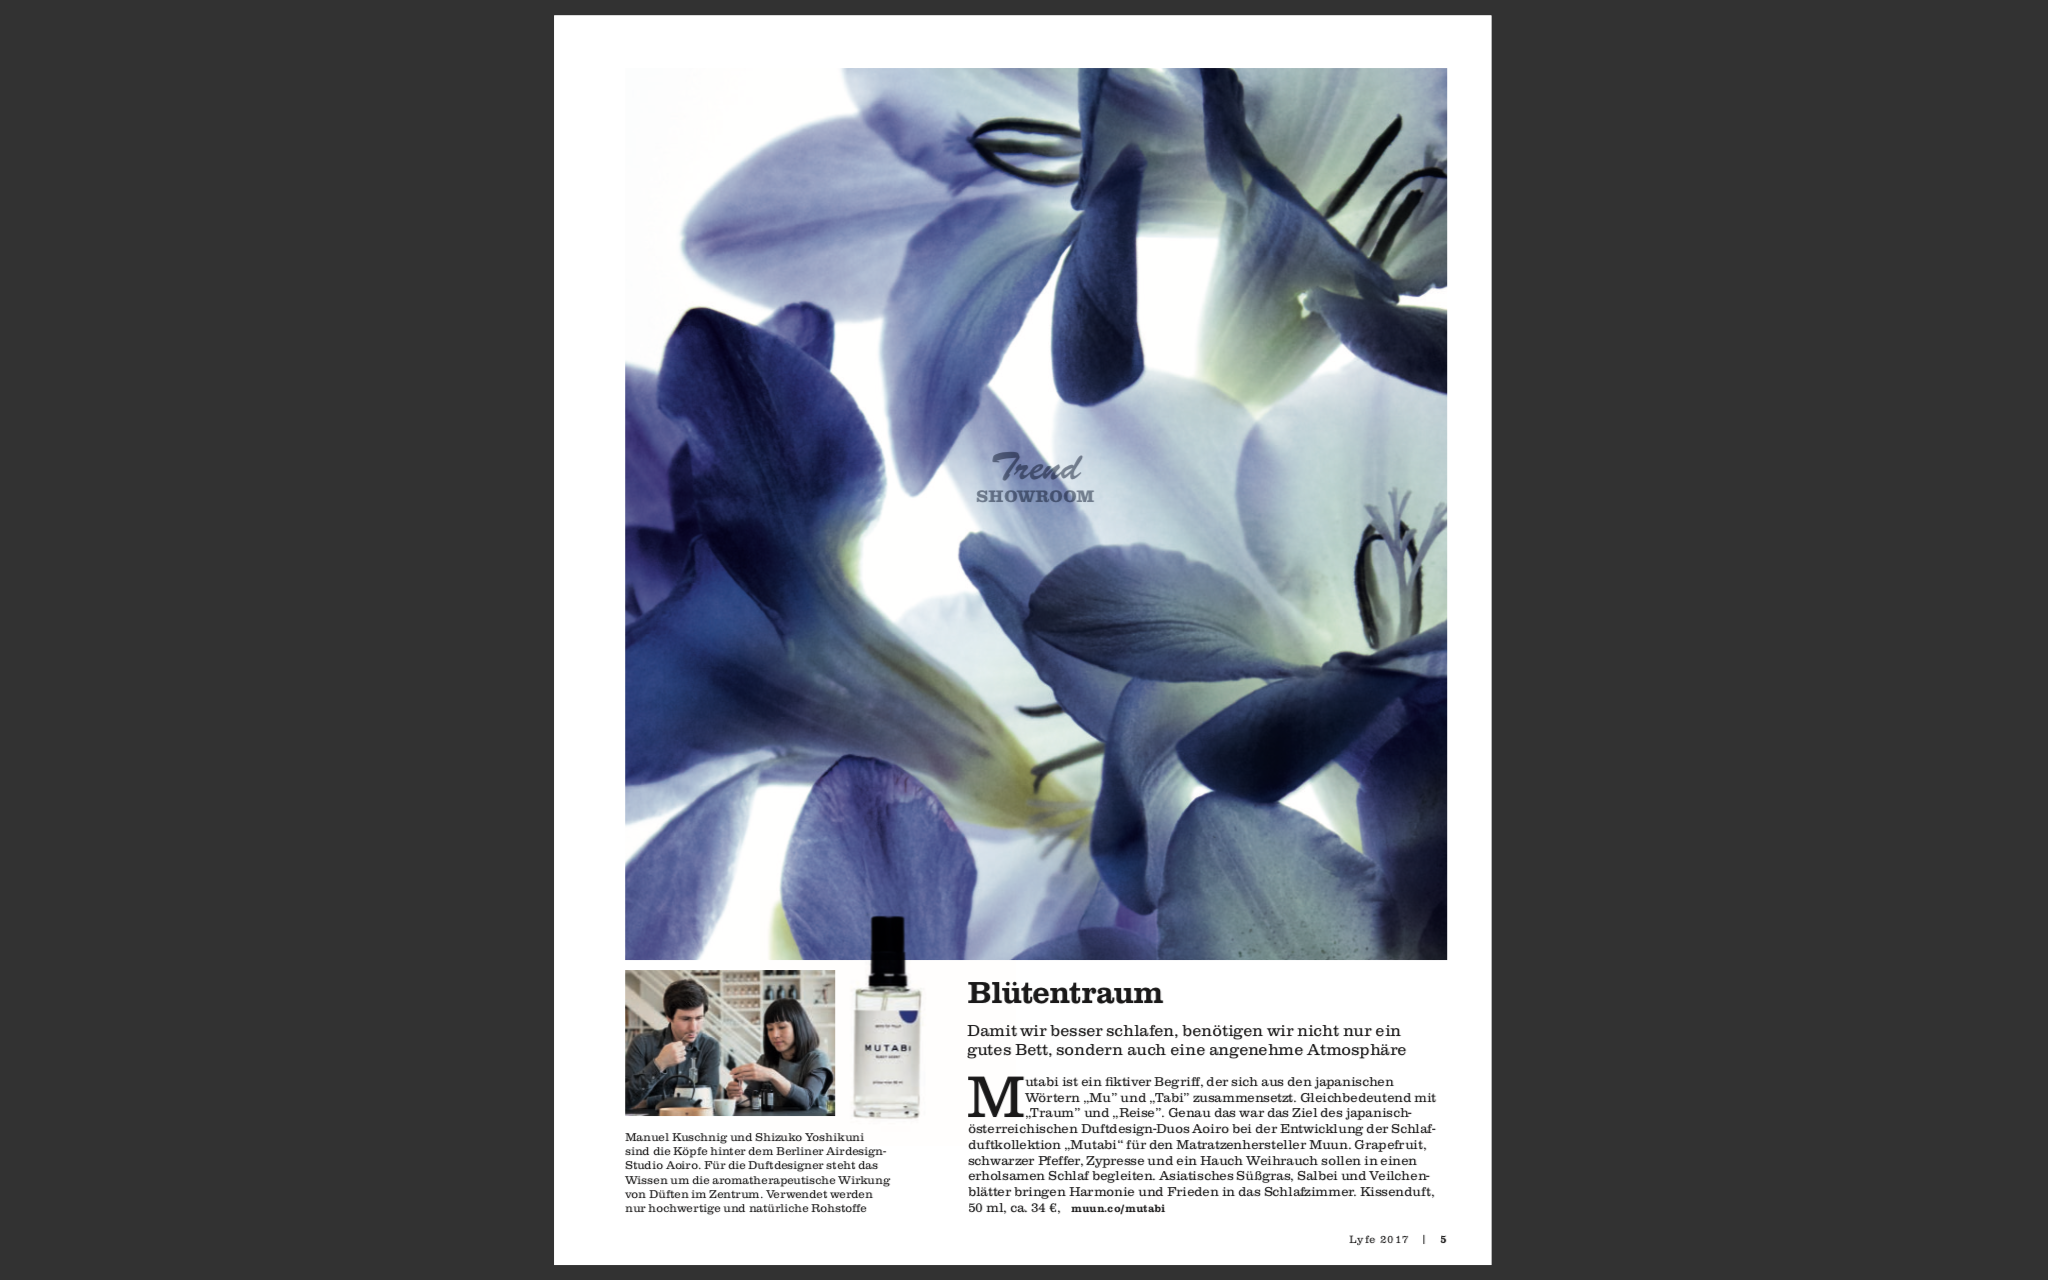 Trend
SHOWROOM
MUTABI
Blütentraum
Damit wir besser schlafen, benötigen wir nicht nur ein
gutes Bett, sondern auch eine angenehme Atmosphäre
Mutabi ist ein fiktiver Begriff, der sich aus den japanischen
Wörtern „Mu” und „Tabi” zusammensetzt. Gleichbedeutend mit
„Traum” und „Reise”. Genau das war das Ziel des japanisch-
österreichischen Duftdesign-Duos Aoiro bei der Entwicklung der Schlaf-
duftkollektion „Mutabi“ für den Matratzenhersteller Muun. Grapefruit,
schwarzer Pfeffer, Zypresse und ein Hauch Weihrauch sollen in einen
erholsamen Schlaf begleiten. Asiatisches Süßgras, Salbei und Veilchen-
blätter bringen Harmonie und Frieden in das Schlafzimmer. Kissenduft,
50 ml, ca. 34 €, muun.co/mutabi
Manuel Kuschnig und Shizuko Yoshikuni
sind die Köpfe hinter dem Berliner Airdesign-
Studio Aoiro. Für die Duftdesigner steht das
Wissen um die aromatherapeutische Wirkung
von Düften im Zentrum. Verwendet werden
nur hochwertige und natürliche Rohstoffe
Lyfe 2017 | 5